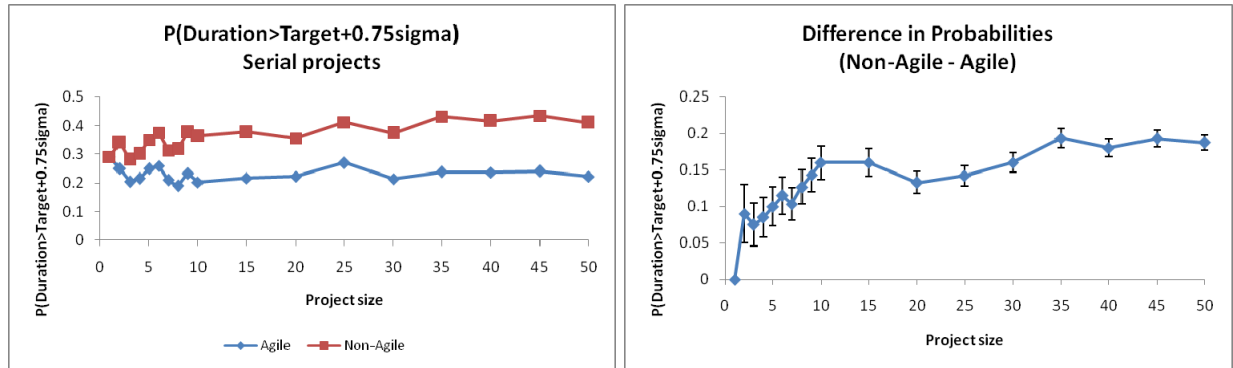 P(Duration>Target+0.75sigma)
Serial projects
P(Duration>Target+0.75sigma)
0.5
0.4
0.3
0.2
0.1
0
0 5 10 15 20 25 30 35 40 45 50
Project size
Agile Non-Agile
Difference in Probabilities
(Non-Agile - Agile)
P(Duration>Target+0.75sigma)
0.25
0.2
0.15
0.1
0.05
0
0 5 10 15 20 25 30 35 40 45 50
Project size